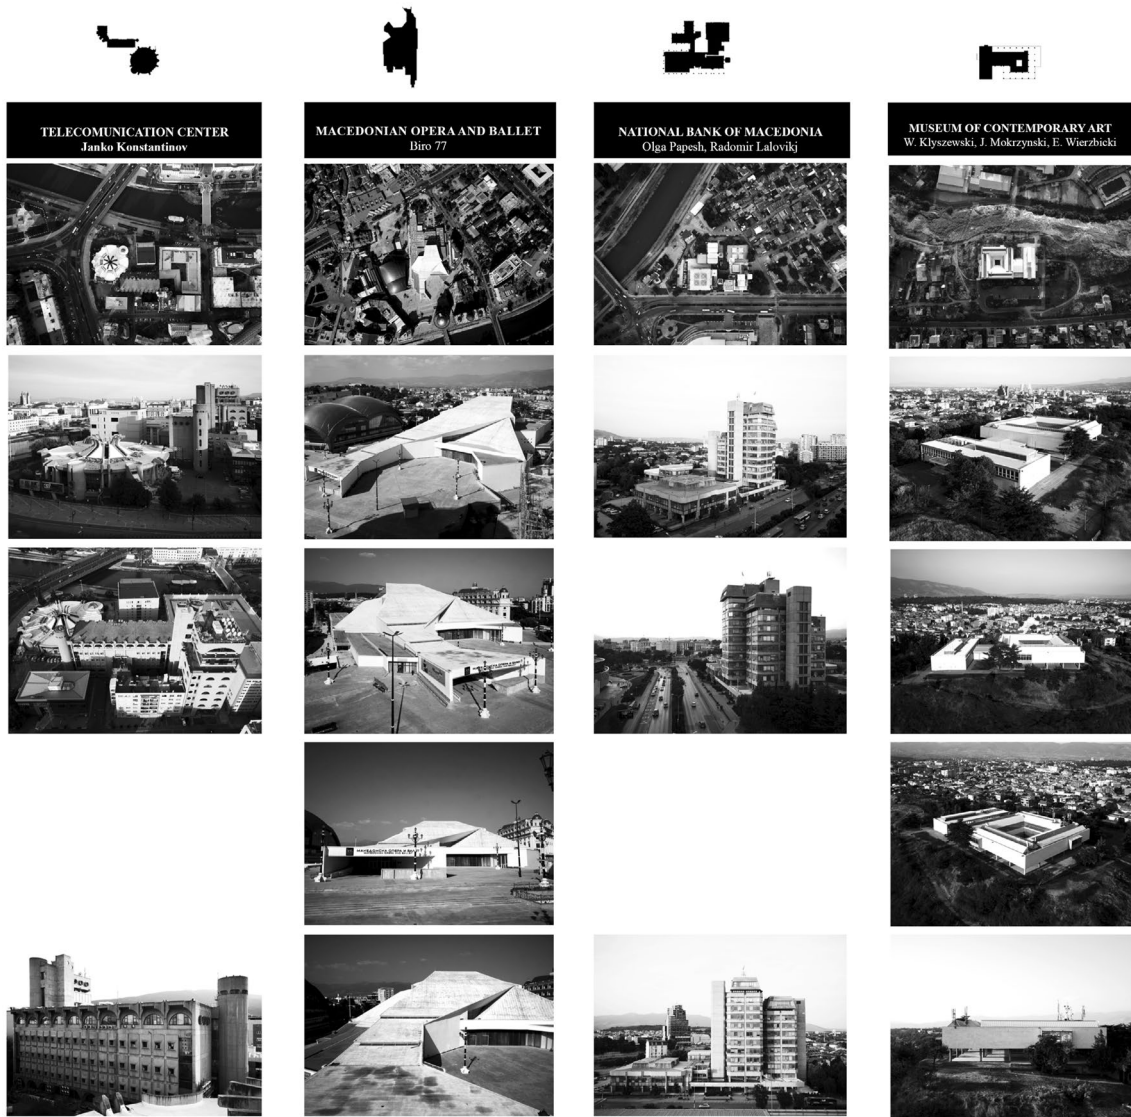 TELECOMUNICATION CENTER
Janko Konstantinov
MACEDONIAN OPERA AND BALLET
Biro 77
NATIONAL BANK OF MACEDONIA
Olga Papesh, Radomir Lalovikj
MUSEUM OF CONTEMPORARY ART
W. Klyszewski, J. Mokrzynski, E. Wierzbicki